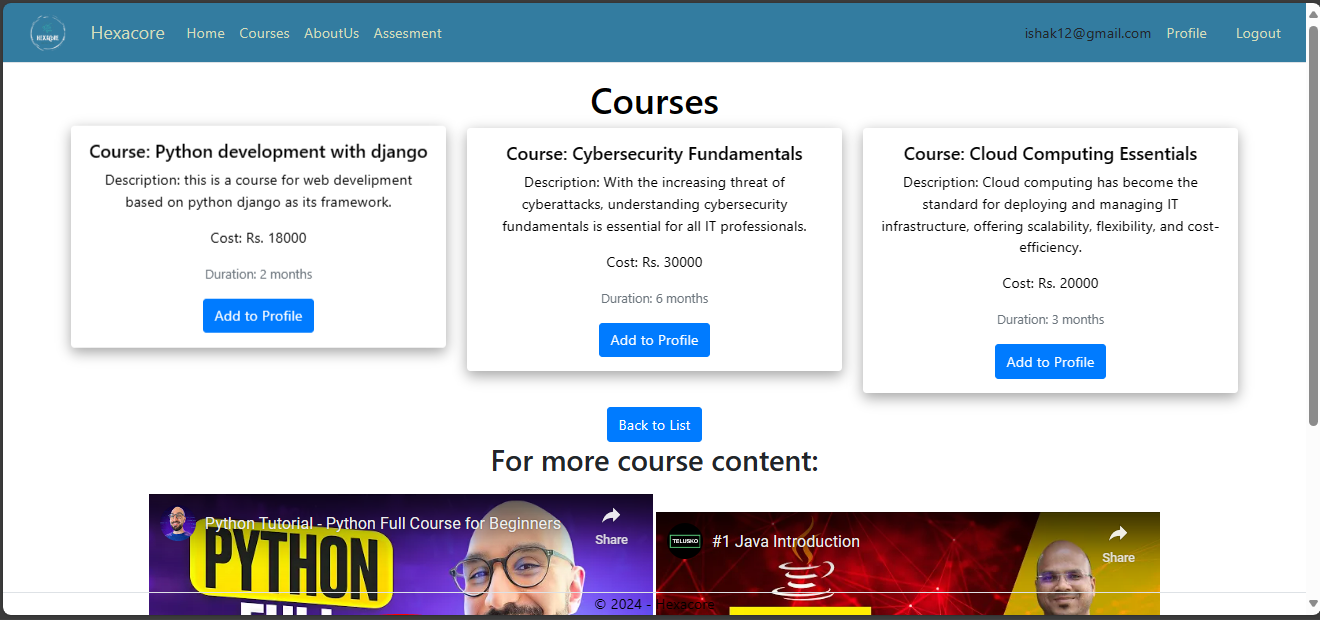 HEXACORE
Hexacore
Home
Courses
AboutUs
Assesment
ishak12@gmail.com
Profile
Logout
Courses
Course: Python development with django
Description: this is a course for web develipment
based on python django as its framework.
Cost: Rs. 18000
Duration: 2 months
Add to Profile
Course: Cybersecurity Fundamentals
Description: With the increasing threat of
cyberattacks, understanding cybersecurity
fundamentals is essential for all IT professionals.
Cost: Rs. 30000
Duration: 6 months
Add to Profile
Course: Cloud Computing Essentials
Description: Cloud computing has become the
standard for deploying and managing IT
infrastructure, offering scalability, flexibility, and cost-
efficiency.
Cost: Rs. 20000
Duration: 3 months
Add to Profile
Back to List
For more course content:
Python Tutorial - Python Full Course for Beginners
Share
PYTHON
FULL
TELUSKO
#1 Java Introduction
Share
© 2024 - Hexacore